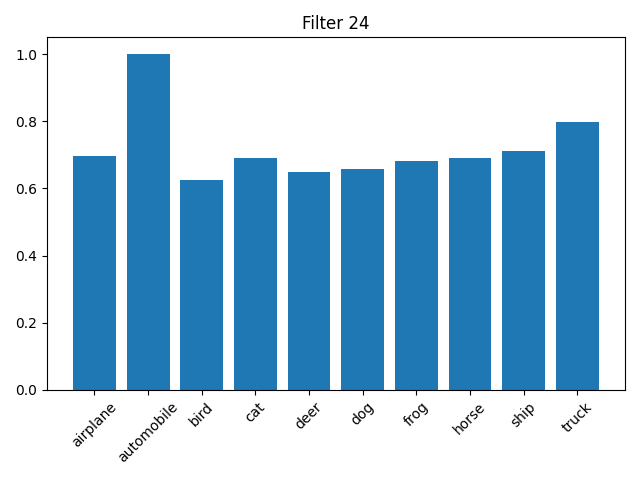 Filter 24
1.0
0.8
0.6
0.4
0.2
0.0
airplane
automobile
bird
cat
deer
dog
frog
horse
ship
truck